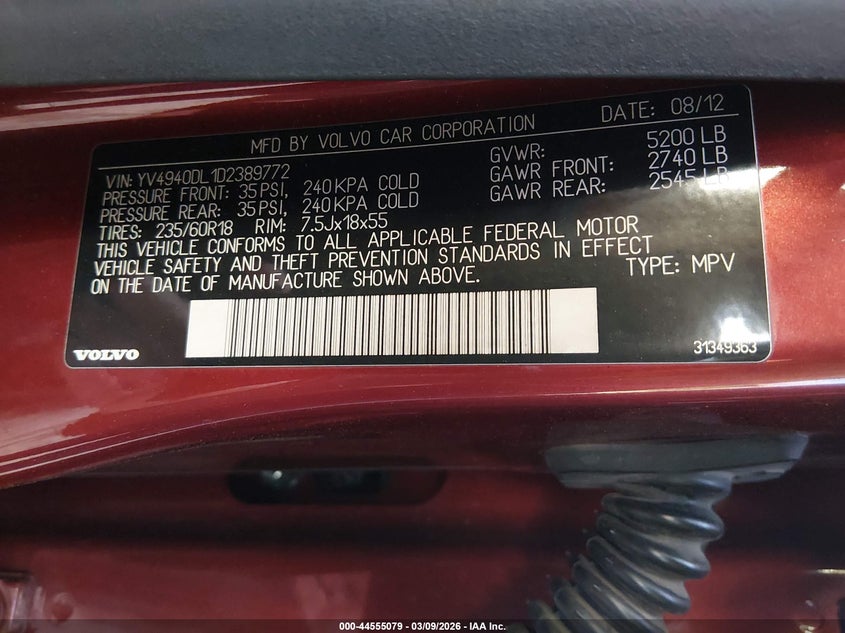 MFD BY VOLVO CAR CORPORATION DATE: 08/12
VIN: YV4940DL1D2389772 GVWR: 5200 LB
PRESSURE FRONT: 35PSI, 240KPA COLD GAWR FRONT: 2740 LB
PRESSURE REAR: 35PSI, 240KPA COLD GAWR REAR: 2545 LB
TIRES: 235/60R18 RIM: 7.5Jx18x55
THIS VEHICLE CONFORMS TO ALL APPLICABLE FEDERAL MOTOR
VEHICLE SAFETY AND THEFT PREVENTION STANDARDS IN EFFECT
ON THE DATE OF MANUFACTURE SHOWN ABOVE. TYPE: MPV
VOLVO 31349363
000-44555079 - 03/09/2026 - IAA Inc.